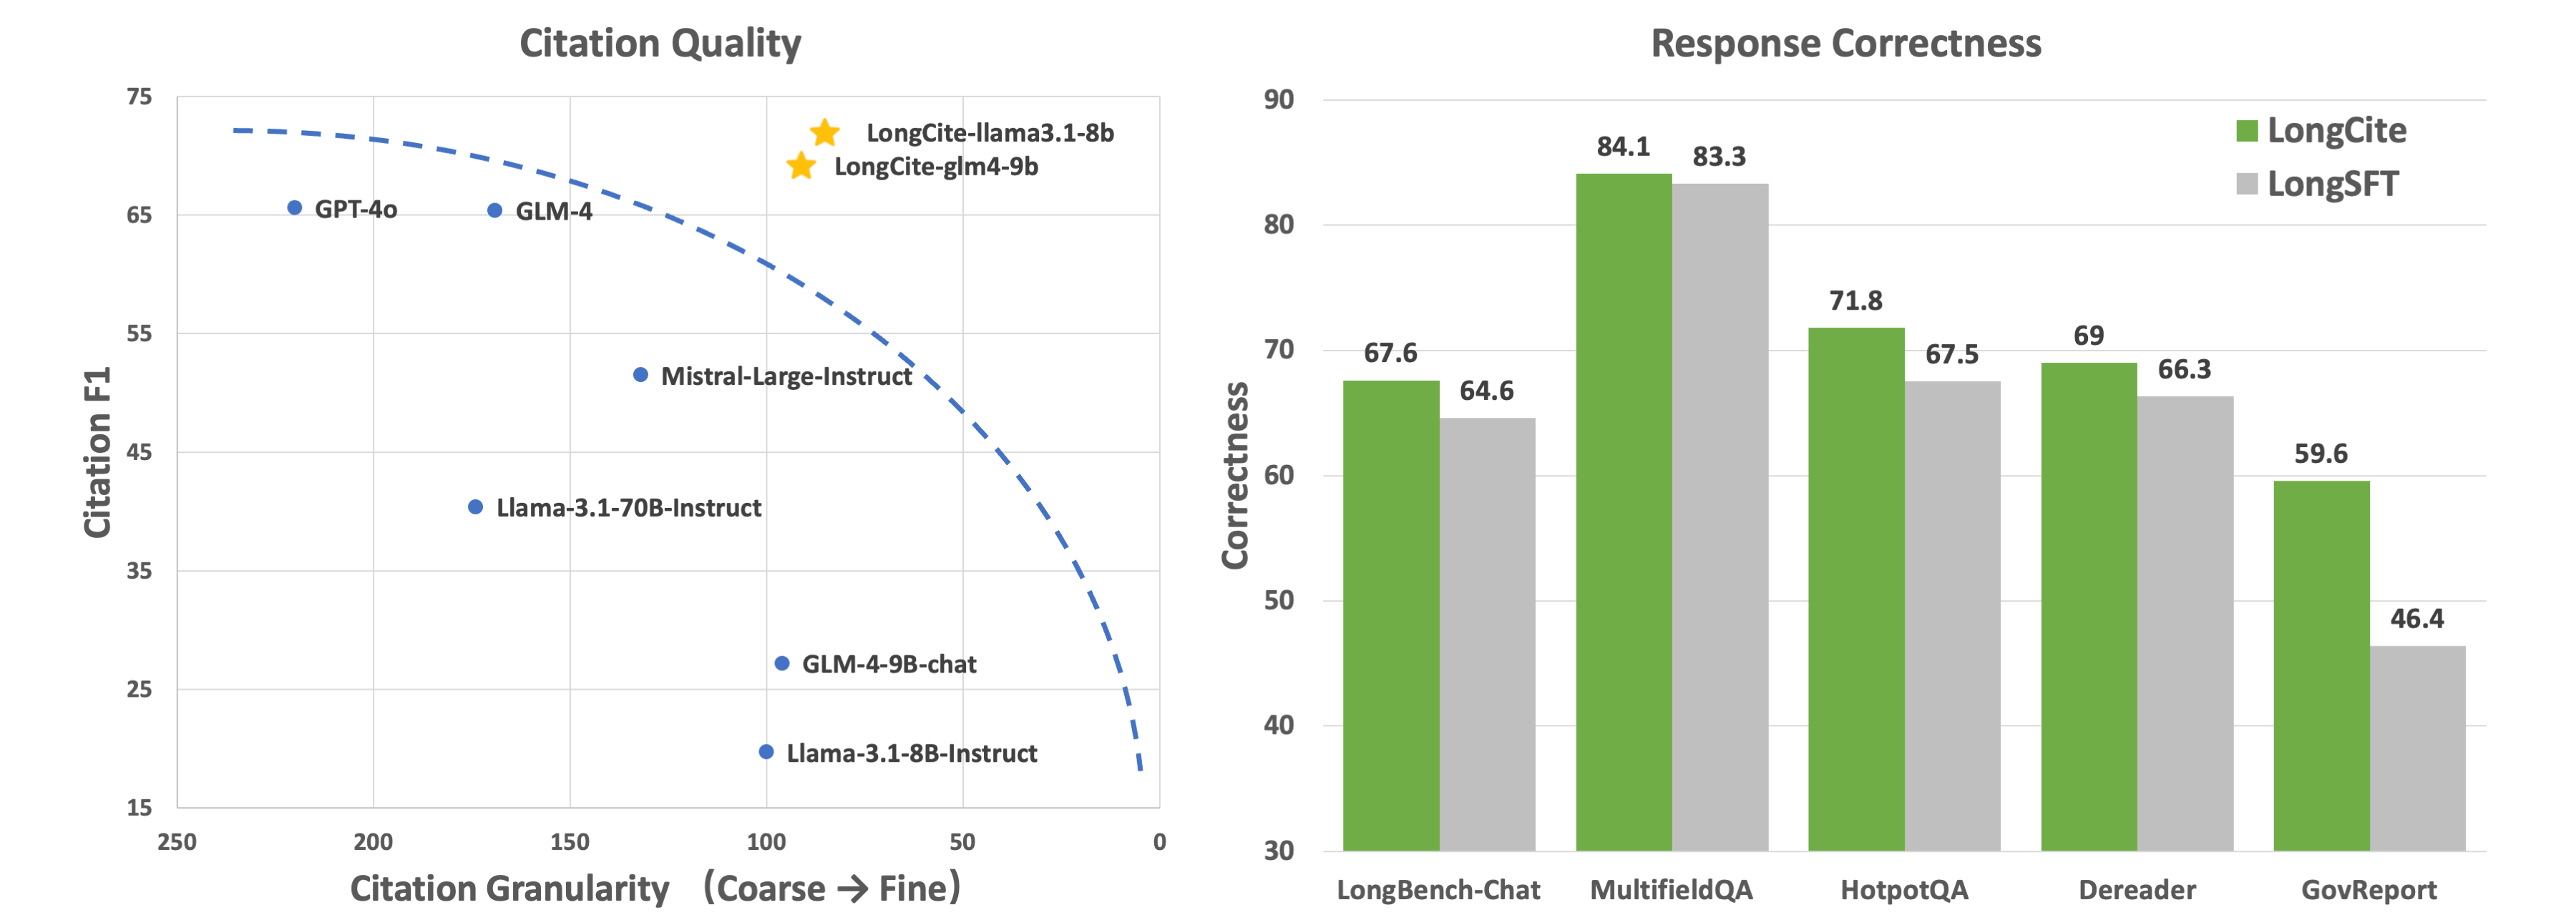 Citation Quality
75
65
55
45
35
25
15
Citation F1
LongCite-llama3.1-8b
LongCite-glm4-9b
GPT-4o
GLM-4
Mistral-Large-Instruct
Llama-3.1-70B-Instruct
GLM-4-9B-chat
Llama-3.1-8B-Instruct
250 200 150 100 50 0
Citation Granularity （Coarse → Fine）
Response Correctness
90
80
70
60
50
40
30
Correctness
LongCite
LongSFT
67.6 64.6
84.1 83.3
71.8 67.5
69 66.3
59.6 46.4
LongBench-Chat MultifieldQA HotpotQA Dereader GovReport